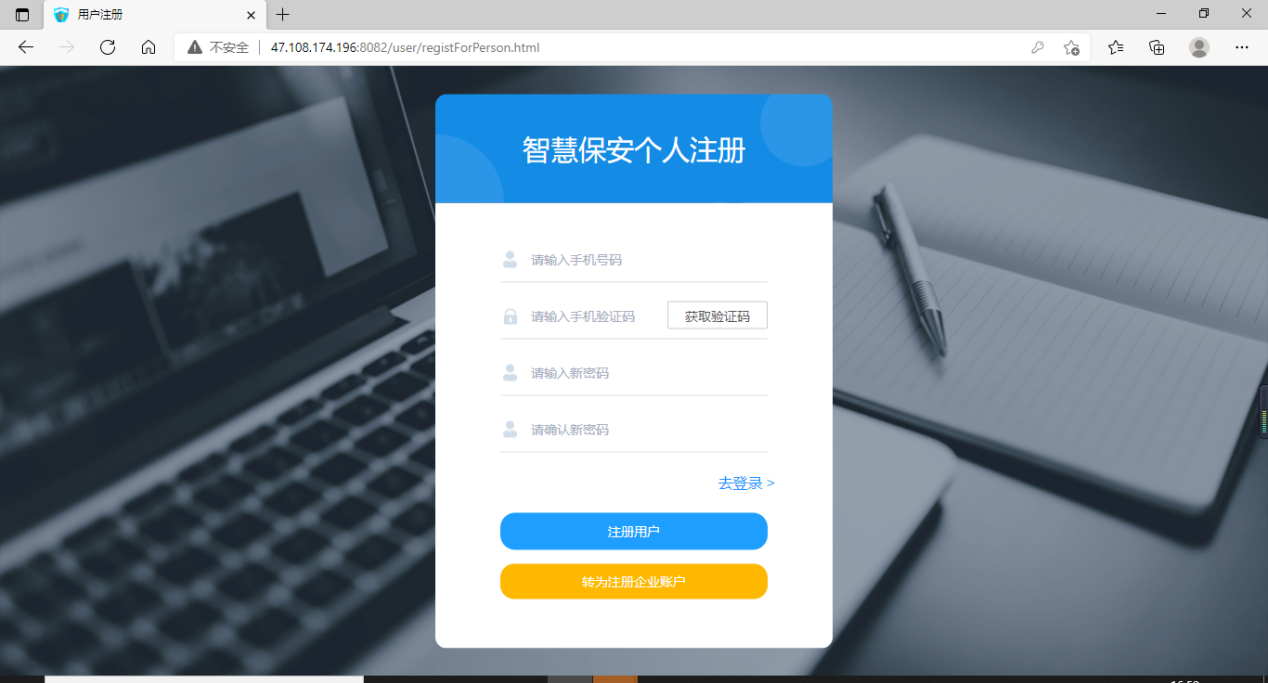 用户注册
不安全
47.108.174.196:8082/user/registForPerson.html
智慧保安个人注册
请输入手机号码
请输入手机验证码
获取验证码
请输入新密码
请确认新密码
去登录 >
注册用户
转为注册企业账户